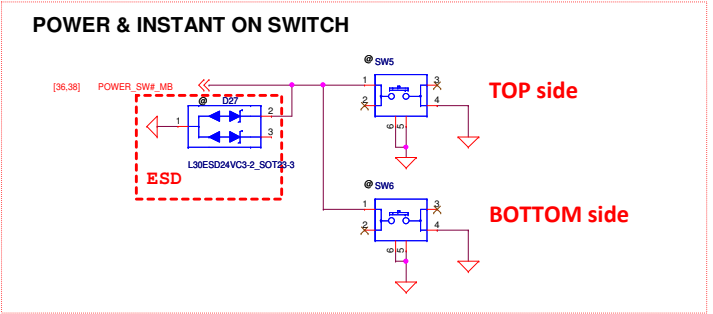 POWER & INSTANT ON SWITCH
@ SW5
1
3
2
4
6
5
TOP side
[36,38] POWER_SW#_MB
@ D27
1
2
3
L30ESD24VC3-2_SOT23-3
ESD
@ SW6
1
3
2
4
6
5
BOTTOM side